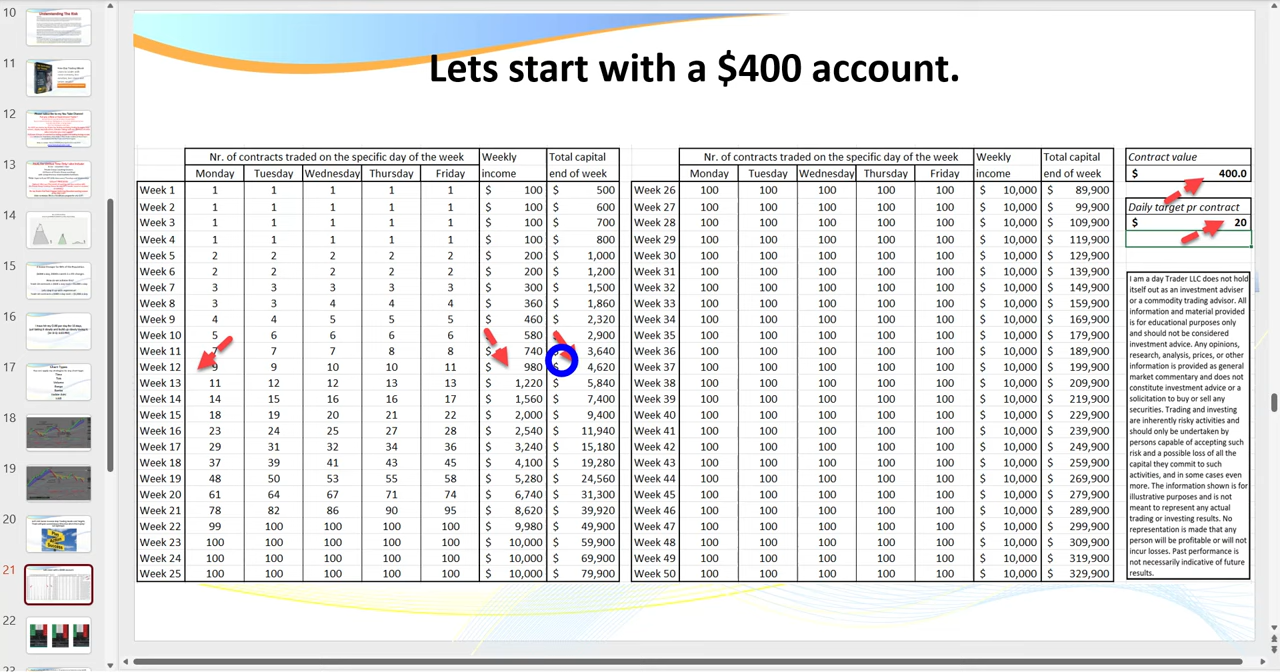 Lets start with a $400 account.
Nr. of contracts traded on the specific day of the week Weekly Total capital
Monday Tuesday Wednesday Thursday Friday income end of week
Week 1 1 1 1 1 1 $ 100 $ 500
Week 2 1 1 1 1 1 $ 100 $ 600
Week 3 1 1 1 1 1 $ 100 $ 700
Week 4 1 1 1 1 1 $ 100 $ 800
Week 5 2 2 2 2 2 $ 200 $ 1,000
Week 6 2 2 2 2 2 $ 200 $ 1,200
Week 7 3 3 3 3 3 $ 300 $ 1,500
Week 8 3 3 4 4 4 $ 300 $ 1,860
Week 9 4 4 5 5 5 $ 460 $ 2,320
Week 10 5 6 6 6 6 $ 580 $ 2,900
Week 11 7 7 8 8 $ 740 3,640
Week 12 9 9 10 10 11 $ 980 4,620
Week 13 11 12 12 13 13 $ 1,220 $ 5,840
Week 14 14 15 16 16 17 $ 1,560 $ 7,400
Week 15 18 19 20 21 22 $ 2,000 $ 9,400
Week 16 23 24 25 27 28 $ 2,540 $ 11,940
Week 17 29 31 32 34 36 $ 3,240 $ 15,180
Week 18 37 39 41 43 45 $ 4,100 $ 19,280
Week 19 48 50 53 55 58 $ 5,280 $ 24,560
Week 20 61 64 67 71 74 $ 6,740 $ 31,300
Week 21 78 82 86 90 95 $ 8,620 $ 39,920
Week 22 99 100 100 100 100 $ 9,980 $ 49,900
Week 23 100 100 100 100 100 $ 10,000 $ 59,900
Week 24 100 100 100 100 100 $ 10,000 $ 69,900
Week 25 100 100 100 100 100 $ 10,000 $ 79,900
Nr. of contracts traded on the specific day of the week Weekly Total capital
Monday Tuesday Wednesday Thursday Friday income end of week
Week 26 100 100 100 100 100 $ 10,000 $ 89,900
Week 27 100 100 100 100 100 $ 10,000 $ 99,900
Week 28 100 100 100 100 100 $ 10,000 $ 109,900
Week 29 100 100 100 100 100 $ 10,000 $ 119,900
Week 30 100 100 100 100 100 $ 10,000 $ 129,900
Week 31 100 100 100 100 100 $ 10,000 $ 139,900
Week 32 100 100 100 100 100 $ 10,000 $ 149,900
Week 33 100 100 100 100 100 $ 10,000 $ 159,900
Week 34 100 100 100 100 100 $ 10,000 $ 169,900
Week 35 100 100 100 100 100 $ 10,000 $ 179,900
Week 36 100 100 100 100 100 $ 10,000 $ 189,900
Week 37 100 100 100 100 100 $ 10,000 $ 199,900
Week 38 100 100 100 100 100 $ 10,000 $ 209,900
Week 39 100 100 100 100 100 $ 10,000 $ 219,900
Week 40 100 100 100 100 100 $ 10,000 $ 229,900
Week 41 100 100 100 100 100 $ 10,000 $ 239,900
Week 42 100 100 100 100 100 $ 10,000 $ 249,900
Week 43 100 100 100 100 100 $ 10,000 $ 259,900
Week 44 100 100 100 100 100 $ 10,000 $ 269,900
Week 45 100 100 100 100 100 $ 10,000 $ 279,900
Week 46 100 100 100 100 100 $ 10,000 $ 289,900
Week 47 100 100 100 100 100 $ 10,000 $ 299,900
Week 48 100 100 100 100 100 $ 10,000 $ 309,900
Week 49 100 100 100 100 100 $ 10,000 $ 319,900
Week 50 100 100 100 100 100 $ 10,000 $ 329,900
Contract value
$ 400.0
Daily target pr contract
$ 20
I am a day Trader LLC does not hold
itself out as an investment adviser
or a commodity trading advisor. All
information and material provided
is for educational purposes only
and should not be considered
investment advice. Any opinions,
research, analysis, prices, or other
information is provided as general
market commentary and does not
constitute investment advice or a
solicitation to buy or sell any
securities. Trading and investing
are inherently risky activities and
should only be undertaken by
persons capable of accepting such
risk and a possible loss of all the
capital they commit to such
activities, and in some cases even
more. The information shown is for
illustrative purposes and is not
meant to represent any actual
trading or investing results. No
representation is made that any
person will be profitable or will not
incur losses. Past performance is
not necessarily indicative of future
results.
10
11
12
13
14
15
16
17
Chart Types
18
19
20
21
22